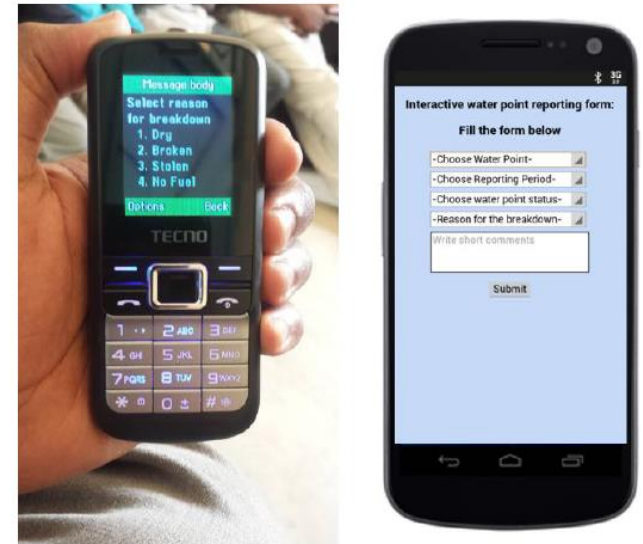 Message body
Select reason
for breakdown
1. Dry
2. Broken
3. Stolen
4. No Fuel
Options Back
TECNO
1
2 ABC 3 DEF
4 GHI 5 JKL 6 MNO
7 PQRS 8 TUV 9 WXYZ
* 0 #
3G
Interactive water point reporting form:
Fill the form below
-Choose Water Point-
-Choose Reporting Period-
-Choose water point status-
-Reason for the breakdown-
Write short comments
Submit